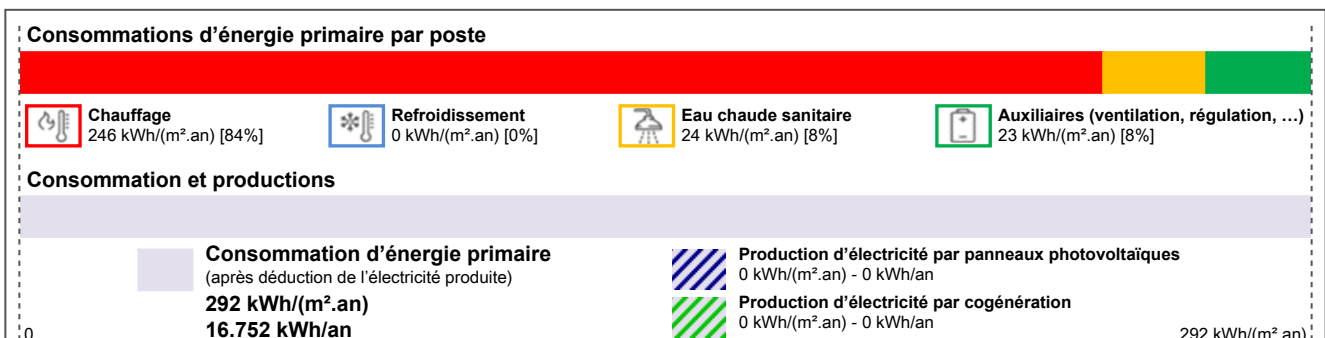 Consommations d’énergie primaire par poste
Chauffage
246 kWh/(m².an) [84%]
Refroidissement
0 kWh/(m².an) [0%]
Eau chaude sanitaire
24 kWh/(m².an) [8%]
Auxiliaires (ventilation, régulation, …)
23 kWh/(m².an) [8%]
Consommation et productions
Consommation d’énergie primaire
(après déduction de l’électricité produite)
292 kWh/(m².an)
16.752 kWh/an
Production d’électricité par panneaux photovoltaïques
0 kWh/(m².an) - 0 kWh/an
Production d’électricité par cogénération
0 kWh/(m².an) - 0 kWh/an
0
292 kWh/(m².an)